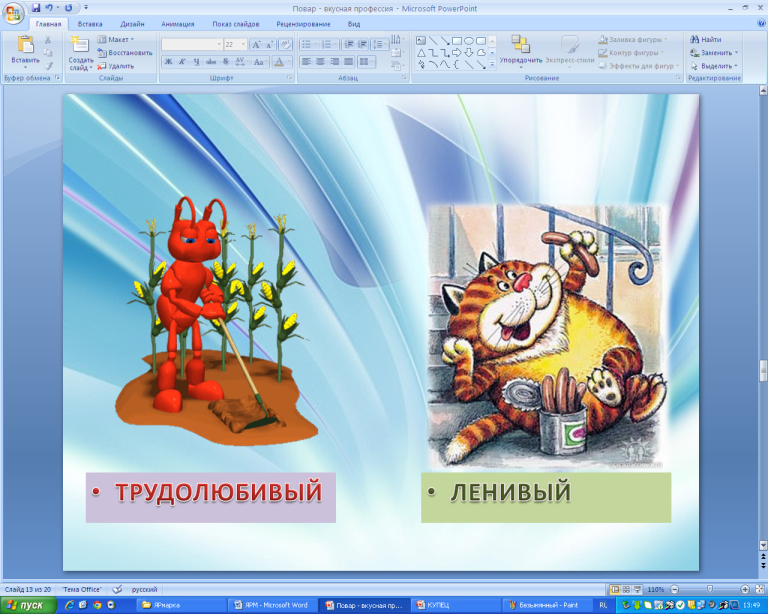 Повар - вкусная профессия - Microsoft PowerPoint
Главная Вставка Дизайн Анимация Показ слайдов Рецензирование Вид
Вставить
Создать слайд
Макет
Восстановить
Удалить
22
Упорядочить
Экспресс-стили
Заливка фигуры
Контур фигуры
Эффекты для фигур
Найти
Заменить
Выделить
Буфер обмена Слайды Шрифт Абзац Рисование Редактирование
• ТРУДОЛЮБИВЫЙ
• ЛЕНИВЫЙ
Слайд 13 из 20 "Тема Office" русский 110%
пуск ЯРмарка ЯРМ - Microsoft Word Повар - вкусная пр... КУПЕЦ Безымянный - Paint RL 13:49